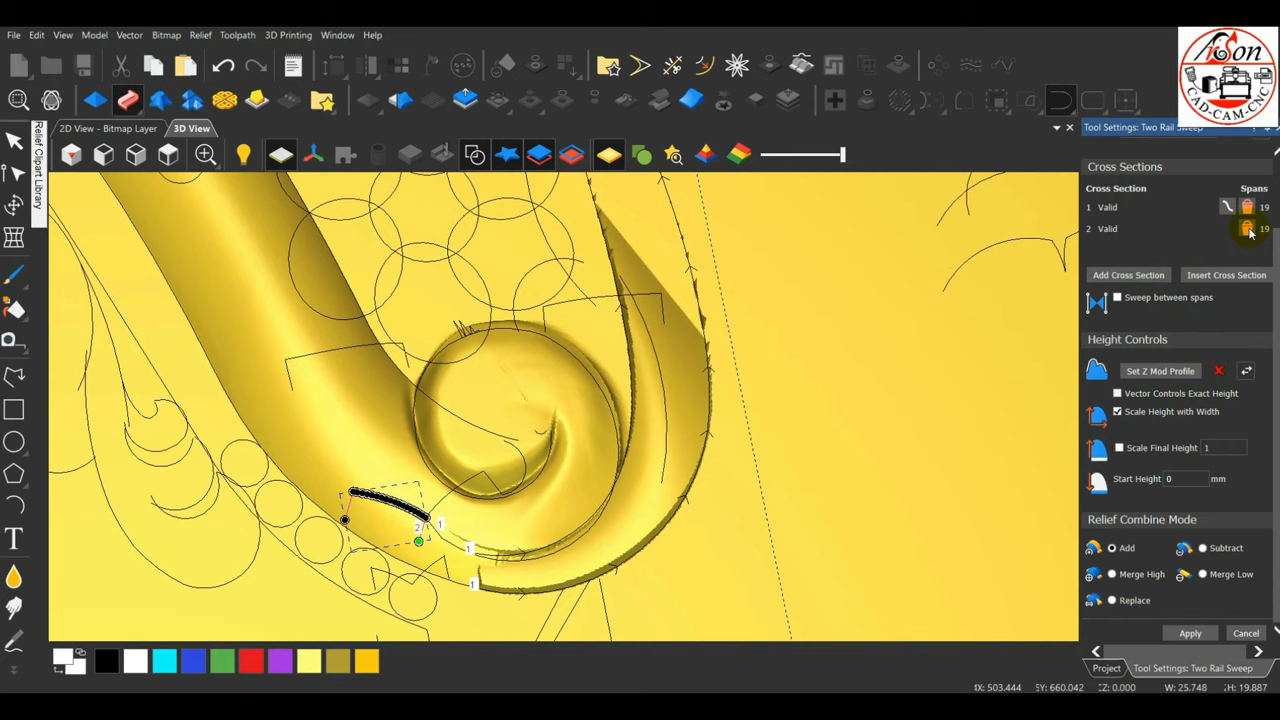 File Edit View Model Vector Bitmap Relief Toolpath 3D Printing Window Help
CAD-CAM-CNC
2D View - Bitmap Layer 3D View
Tool Settings: Two Rail Sweep
Relief Clipart Library
Cross Sections
Cross Section Spans
1 Valid 19
2 Valid 19
Add Cross Section Insert Cross Section
Sweep between spans
Height Controls
Set Z Mod Profile
Vector Controls Exact Height
Scale Height with Width
Scale Final Height 1
Start Height 0 mm
Relief Combine Mode
Add Subtract
Merge High Merge Low
Replace
Apply Cancel
2 1
1
1
Project Tool Settings: Two Rail Sweep
X: 503.444 Y: 660.042 Z: 0.000 W: 25.748 H: 19.887